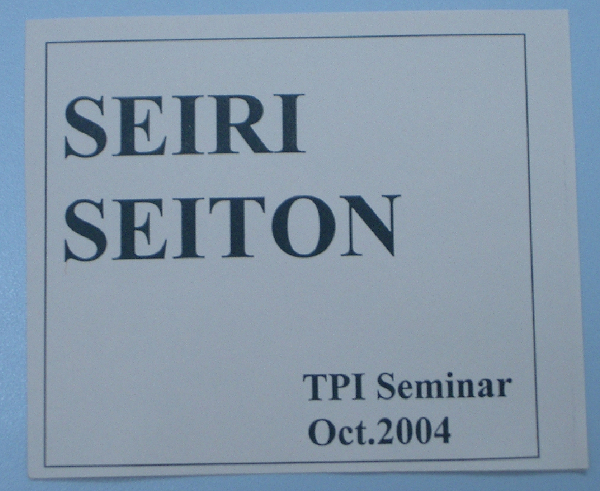 SEIRI
SEITON
TPI Seminar
Oct.2004